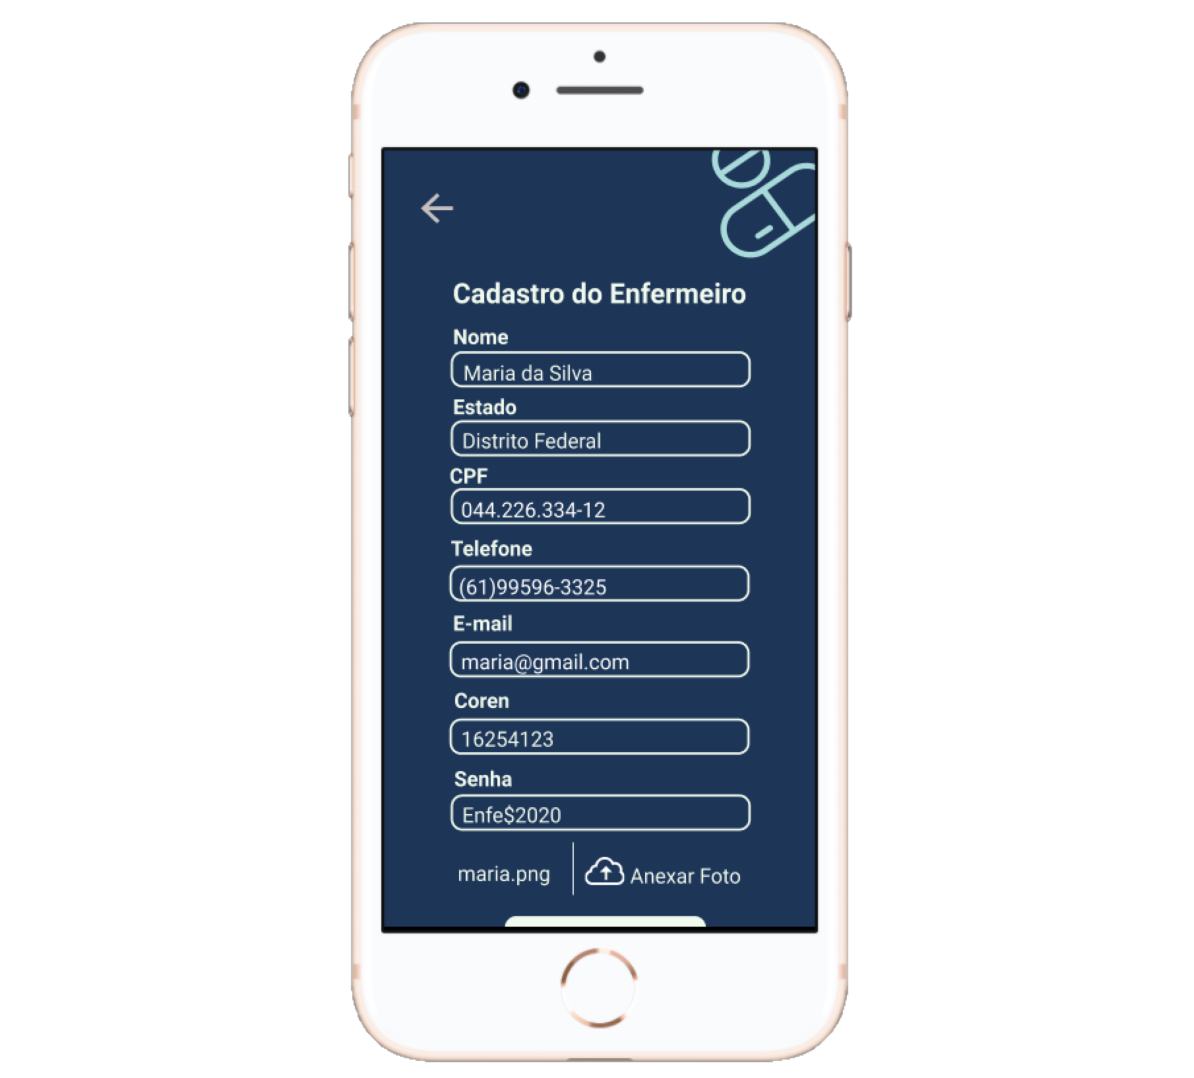 Cadastro do Enfermeiro
Nome
Maria da Silva
Estado
Distrito Federal
CPF
044.226.334-12
Telefone
(61)99596-3325
E-mail
maria@gmail.com
Coren
16254123
Senha
Enfe$2020
maria.png
Anexar Foto